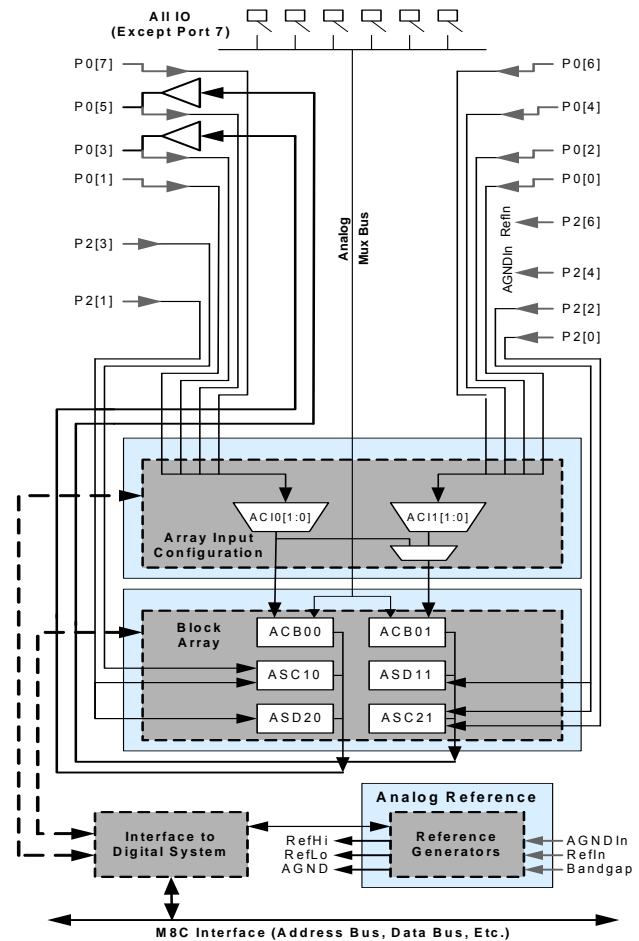 All IO
(Except Port 7)
P0[7]
P0[5]
P0[3]
P0[1]
P2[3]
P2[1]
Analog
Mux Bus
P0[6]
P0[4]
P0[2]
P0[0]
P2[6]
P2[4]
P2[2]
P2[0]
AGNDIn RefIn
ACI0[1:0]
ACI1[1:0]
Array Input
Configuration
Block
Array
ACB00
ACB01
ASC10
ASD11
ASD20
ASC21
Interface to
Digital System
Analog Reference
RefHi
RefLo
AGND
Reference
Generators
AGNDIn
RefIn
Bandgap
M8C Interface (Address Bus, Data Bus, Etc.)